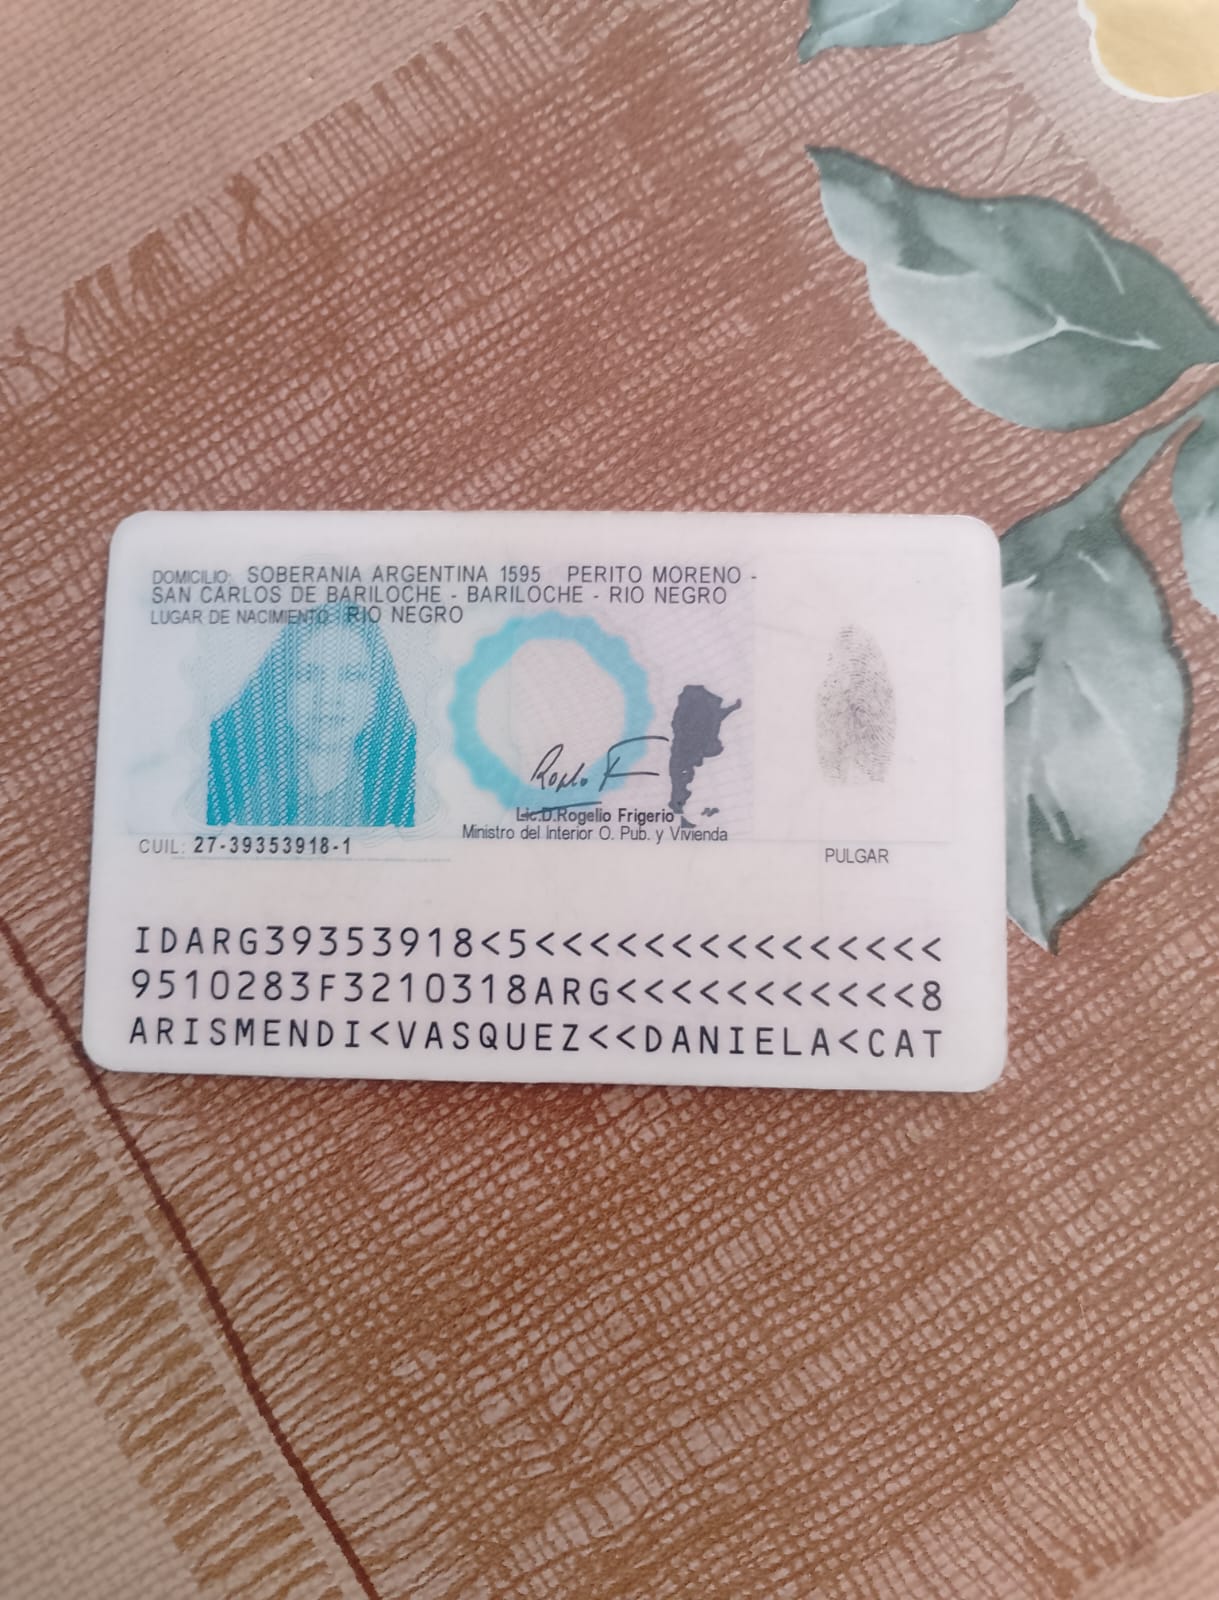 DOMICILIO: SOBERANIA ARGENTINA 1595 PERITO MORENO -
SAN CARLOS DE BARILOCHE - BARILOCHE - RIO NEGRO
LUGAR DE NACIMIENTO: RIO NEGRO
Lic.D.Rogelio Frigerio
Ministro del Interior O. Pub. y Vivienda
CUIL: 27-39353918-1
PULGAR
IDARG39353918<5<<<<<<<<<<<<<<<
9510283F3210318ARG<<<<<<<<<<<8
ARISMENDI<VASQUEZ<<DANIELA<CAT